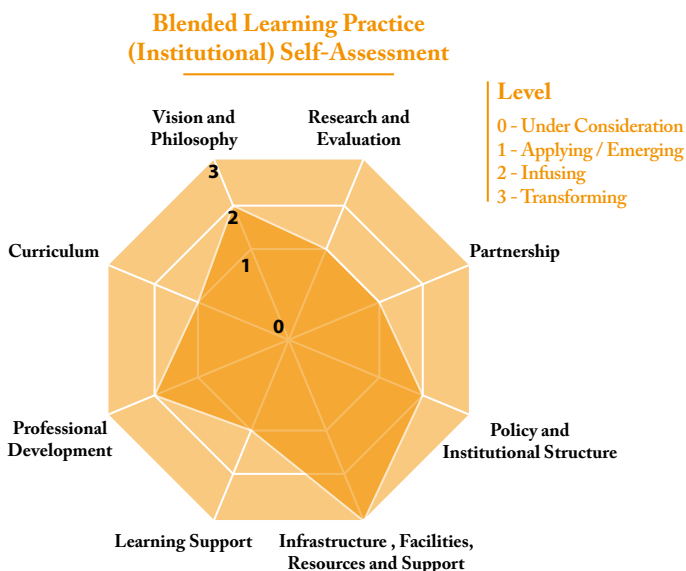 Blended Learning Practice
(Institutional) Self-Assessment
Level
0 - Under Consideration
1 - Applying / Emerging
2 - Infusing
3 - Transforming
Vision and
Philosophy
Research and
Evaluation
3
2
1
0
Curriculum
Partnership
Professional
Development
Policy and
Institutional Structure
Learning Support
Infrastructure , Facilities,
Resources and Support